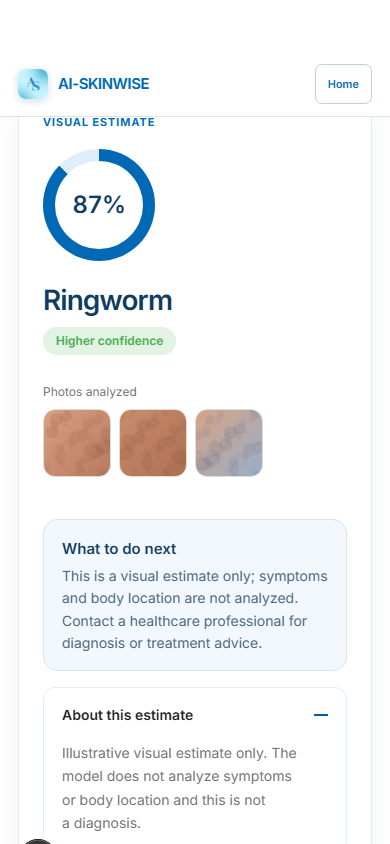 AI-SKINWISE
Home
VISUAL ESTIMATE
87%
Ringworm
Higher confidence
Photos analyzed
What to do next
This is a visual estimate only; symptoms
and body location are not analyzed.
Contact a healthcare professional for
diagnosis or treatment advice.
About this estimate
Illustrative visual estimate only. The
model does not analyze symptoms
or body location and this is not
a diagnosis.